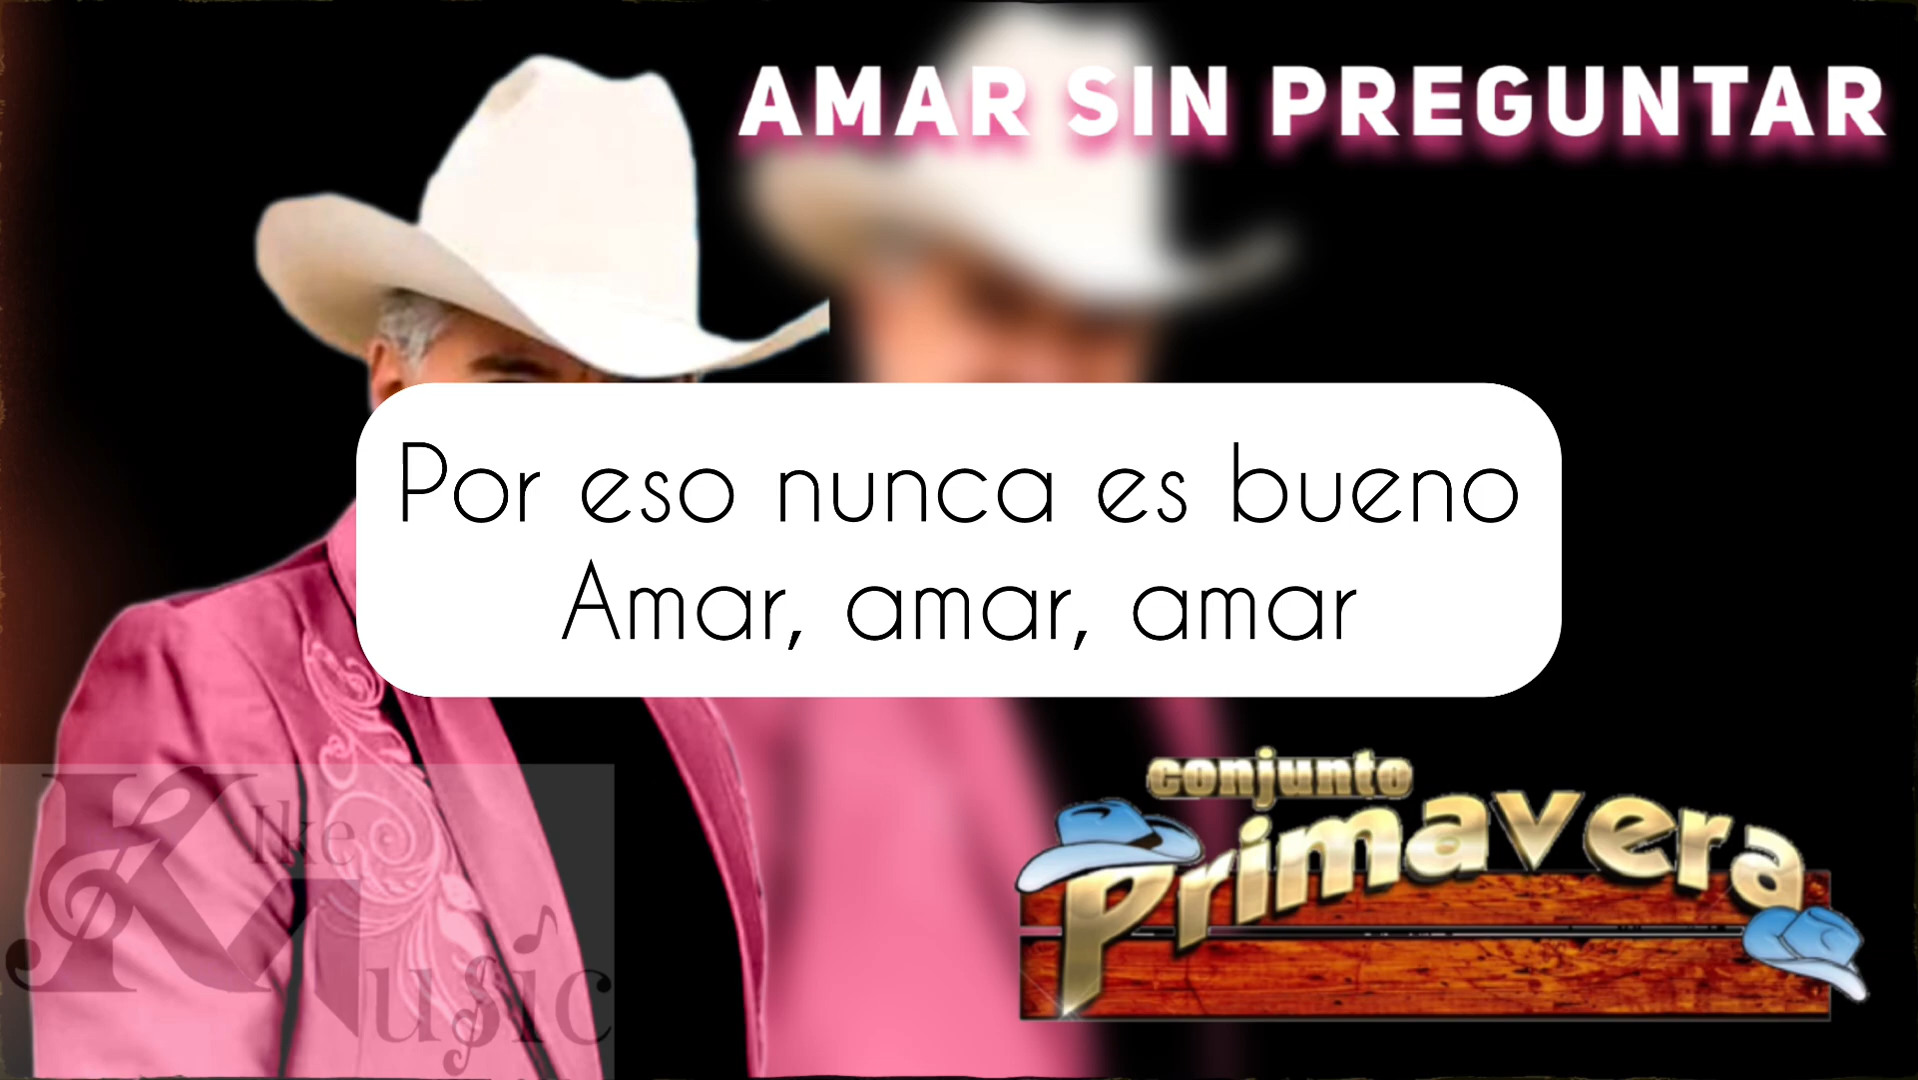 AMAR SIN PREGUNTAR
Por eso nunca es bueno
Amar, amar, amar
conjunto
Primavera
Kike
Music